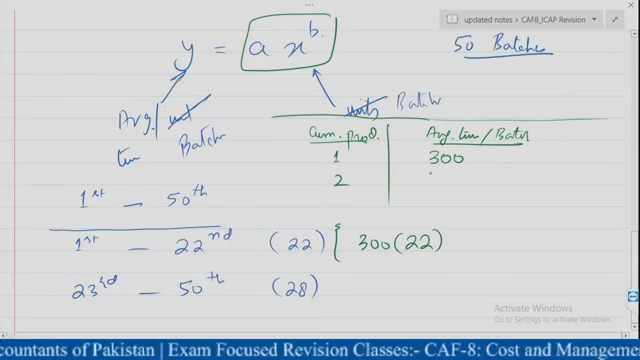 updated notes > CAF8_ICAP Revision
y = a x^b.
50 Batches
Avg./ unit Batch
time
units Batch
Cum. prod. Avg. time/Batch
1 300
2
1st — 50th
1st — 22nd (22) 300(22)
23rd — 50th (28)
Activate Windows
Go to Settings to activate Windows.
countants of Pakistan | Exam Focused Revision Classes:- CAF-8: Cost and Manageme